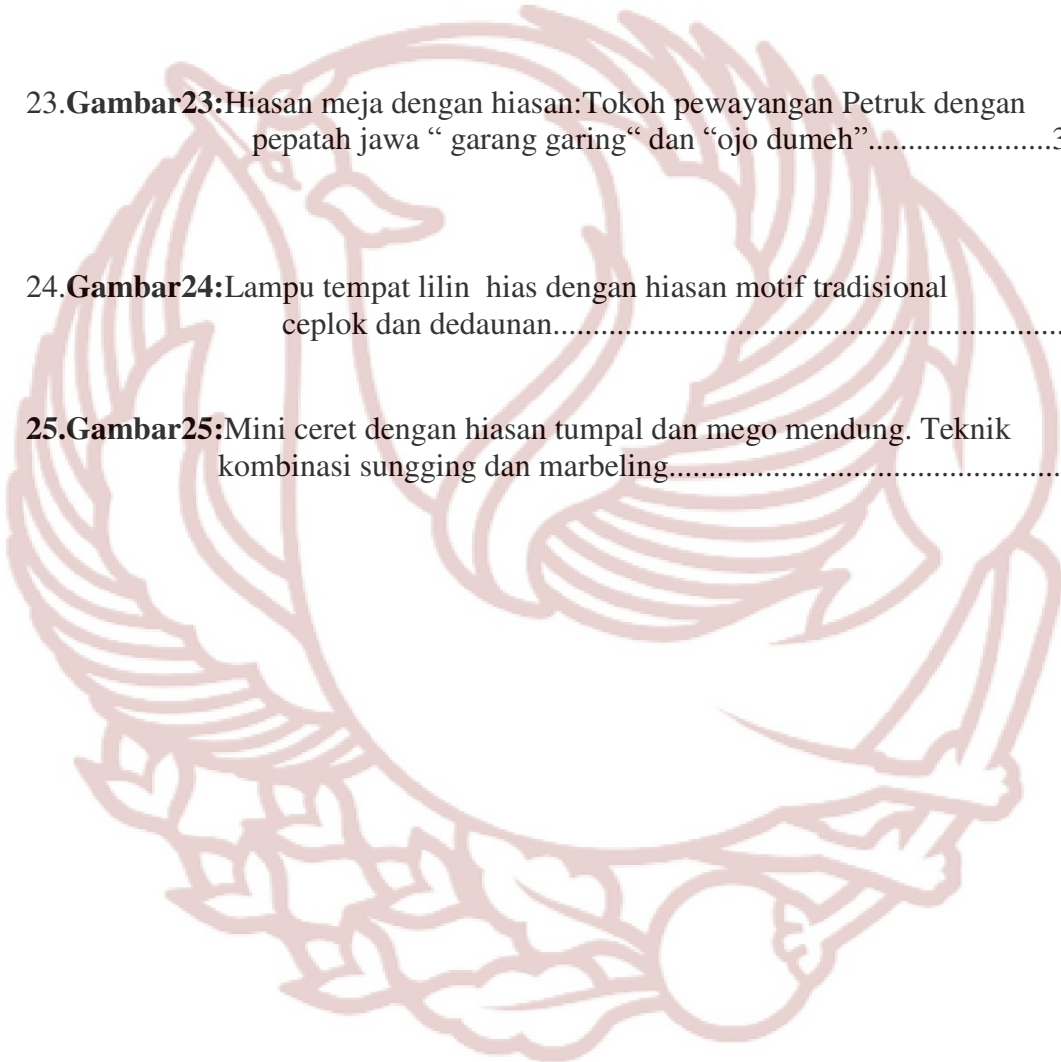 23.Gambar23:Hiasan meja dengan hiasan:Tokoh pewayangan Petruk dengan
pepatah jawa “ garang garing“ dan “ojo dumeh”.......................3
24.Gambar24:Lampu tempat lilin  hias dengan hiasan motif tradisional
ceplok dan dedaunan................................................................
25.Gambar25:Mini ceret dengan hiasan tumpal dan mego mendung. Teknik
kombinasi sungging dan marbeling.................................................